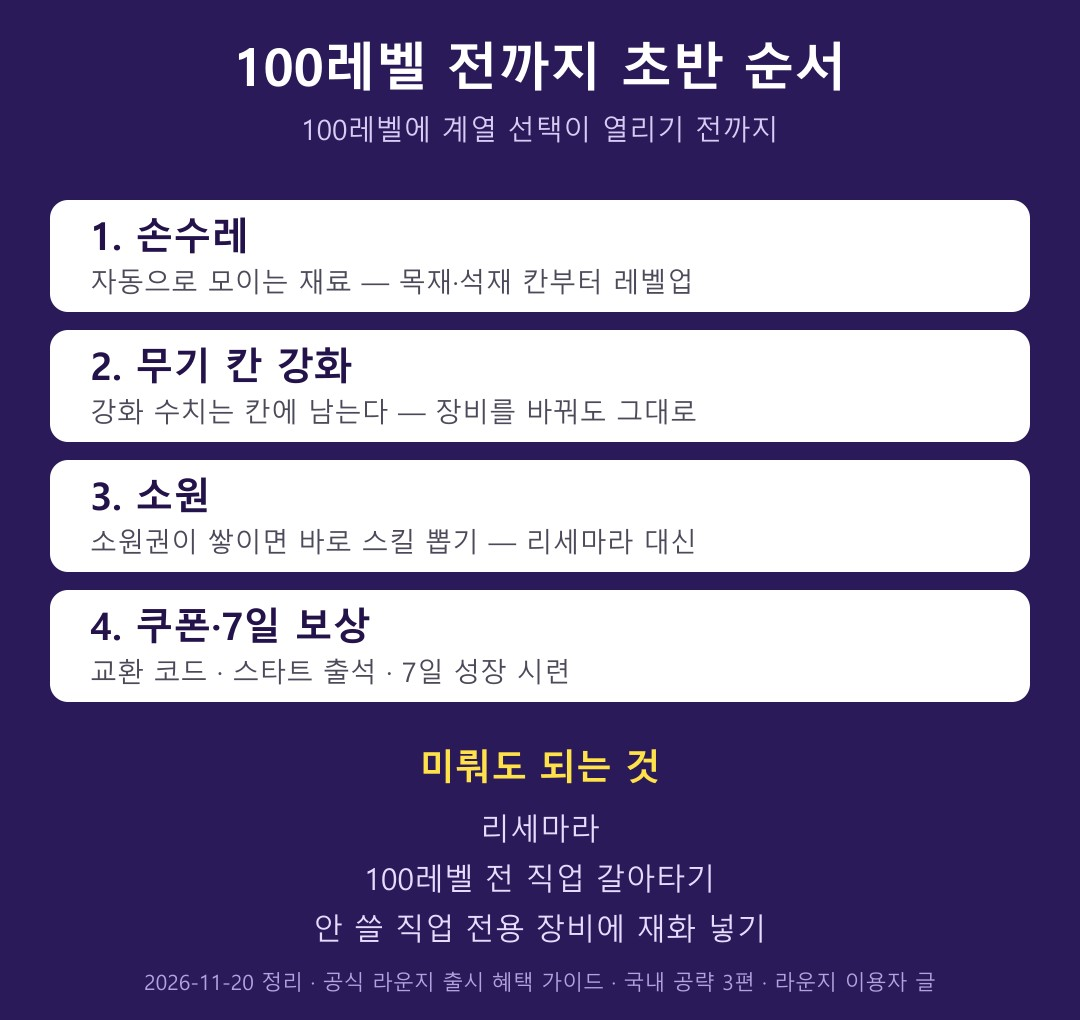 100레벨 전까지 초반 순서
100레벨에 계열 선택이 열리기 전까지
1. 손수레
자동으로 모이는 재료 — 목재·석재 칸부터 레벨업
2. 무기 칸 강화
강화 수치는 칸에 남는다 — 장비를 바꿔도 그대로
3. 소원
소원권이 쌓이면 바로 스킬 뽑기 — 리세마라 대신
4. 쿠폰·7일 보상
교환 코드 · 스타트 출석 · 7일 성장 시련
미뤄도 되는 것
리세마라
100레벨 전 직업 갈아타기
안 쓸 직업 전용 장비에 재화 넣기
2026-11-20 정리 · 공식 라운지 출시 혜택 가이드 · 국내 공략 3편 · 라운지 이용자 글